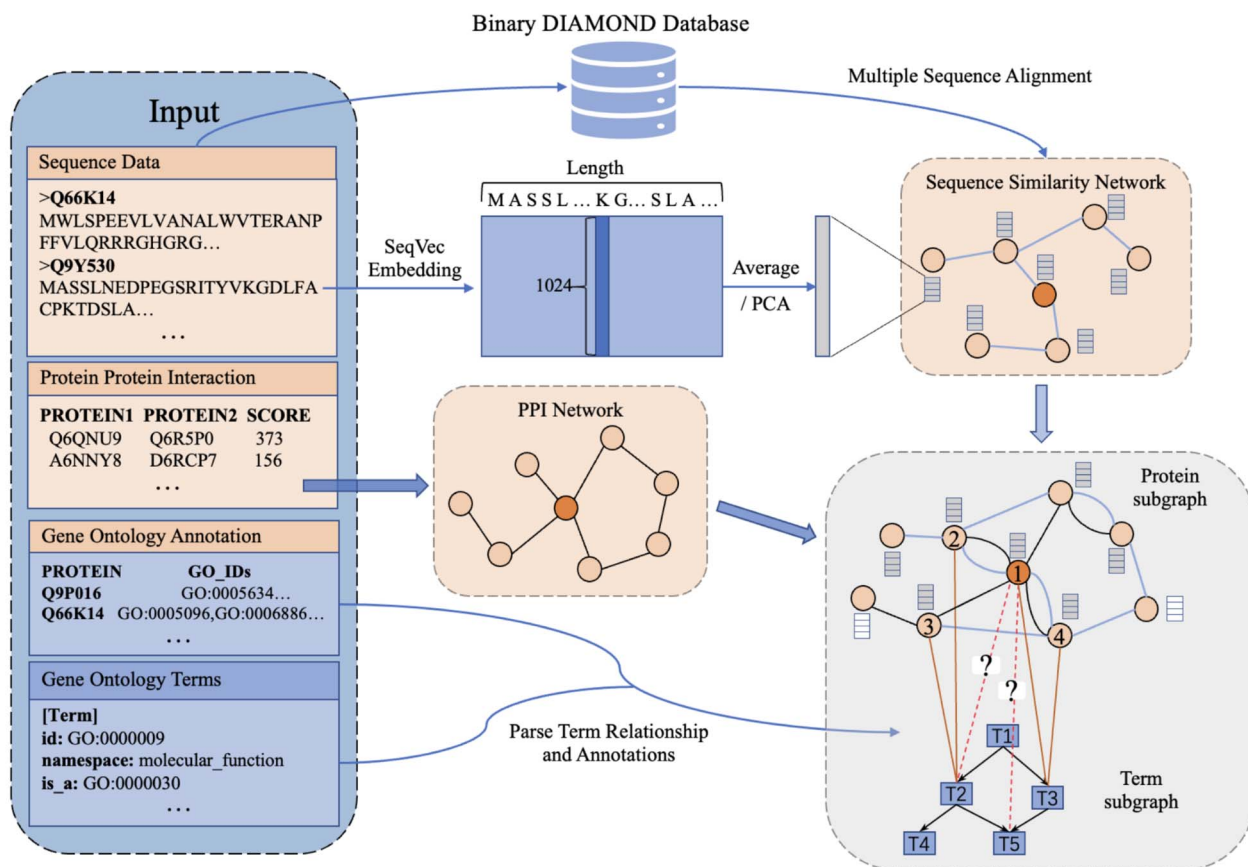 Binary DIAMOND Database
Multiple Sequence Alignment
Input
Sequence Data
>Q66K14
MWLSPEEVLVANALWVTERANP
FFVLQRRRGHGRG…
>Q9Y530
MASSLNEDPEGSRITYVKGDLFA
CPKTDSLA…
…
Protein Protein Interaction
PROTEIN1 PROTEIN2 SCORE
Q6QNU9 Q6R5P0 373
A6NNY8 D6RCP7 156
…
Gene Ontology Annotation
PROTEIN GO_IDs
Q9P016 GO:0005634…
Q66K14 GO:0005096,GO:0006886…
…
Gene Ontology Terms
[Term]
id: GO:0000009
namespace: molecular_function
is_a: GO:0000030
…
SeqVec
Embedding
Length
M A S S L … K G… S L A …
1024
Average
/ PCA
Sequence Similarity Network
PPI Network
Parse Term Relationship
and Annotations
Protein
subgraph
2
1
3
4
?
?
T1
T2
T3
T4
T5
Term
subgraph